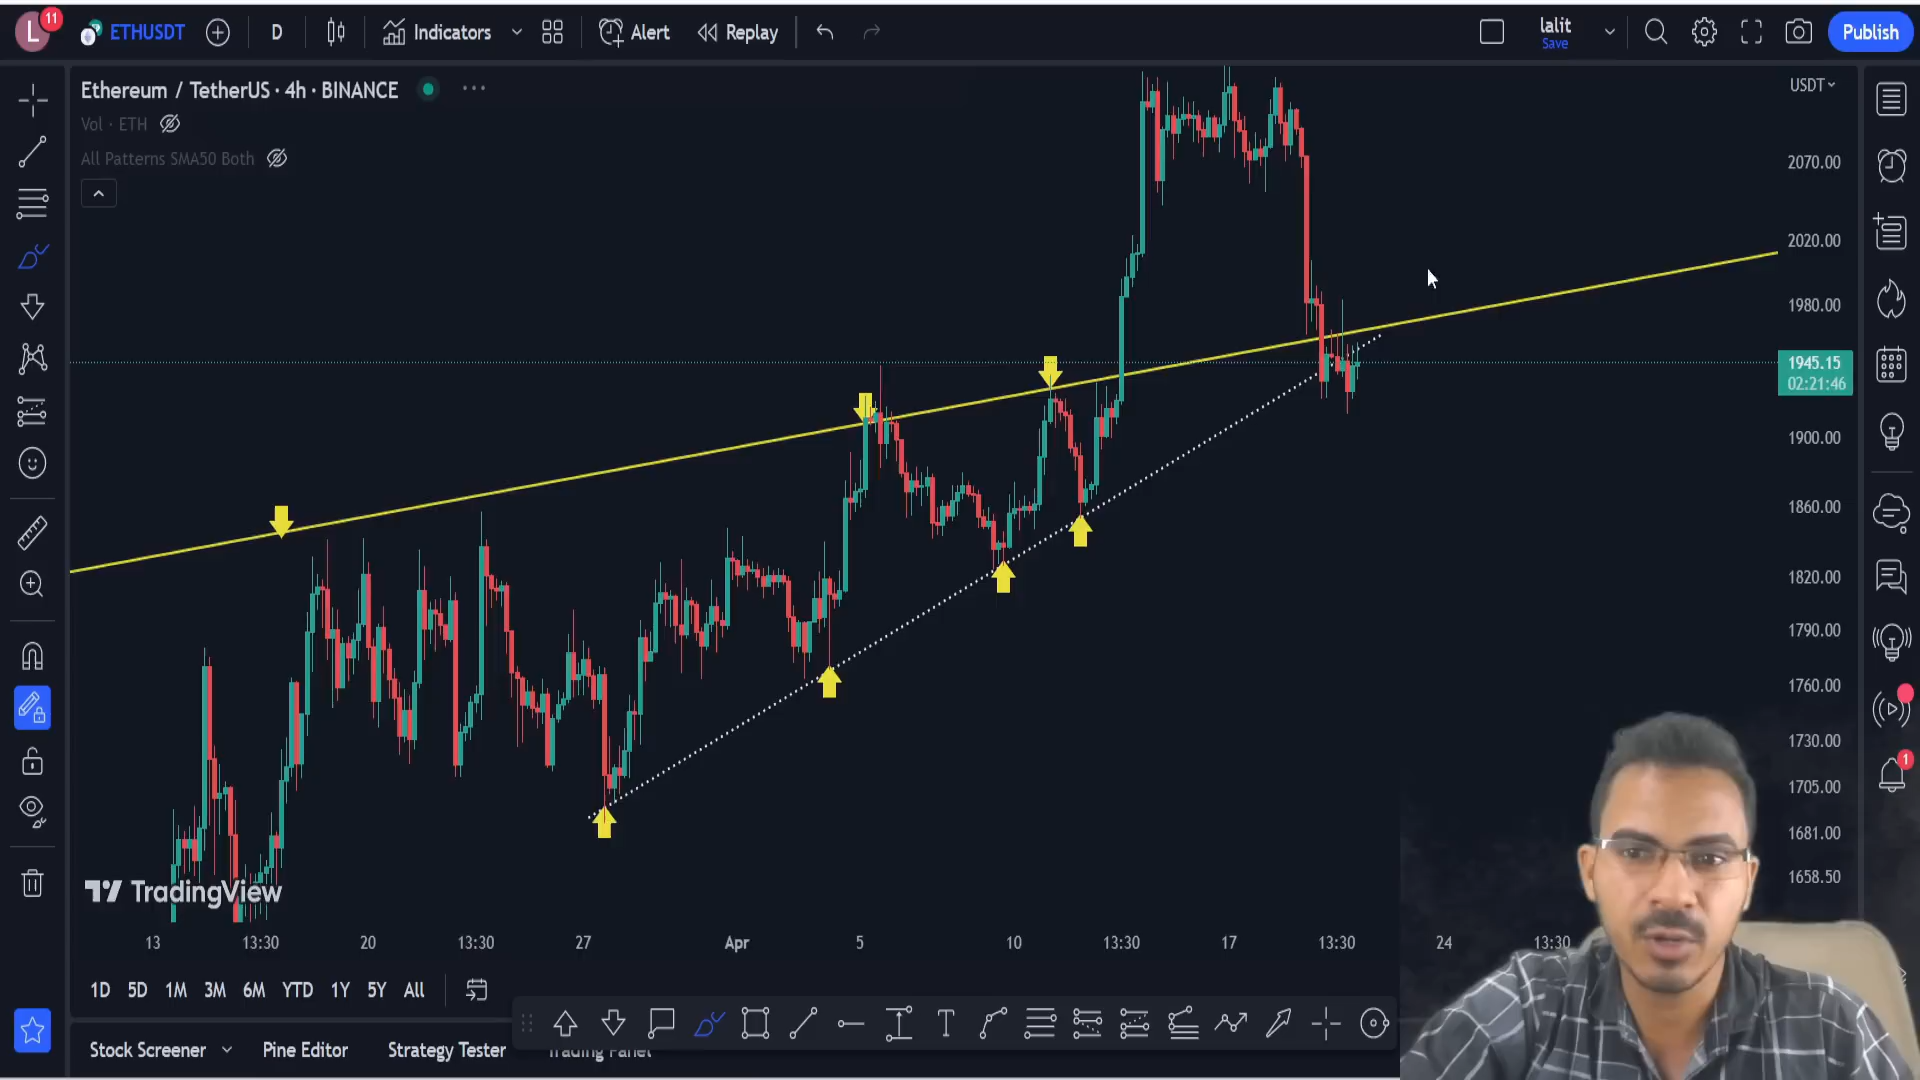 L
11
ETHUSDT
D
Indicators
Alert
Replay
lalit
Save
Publish
Ethereum / TetherUS · 4h · BINANCE
Vol · ETH
All Patterns SMA50 Both
USDT
2070.00
2020.00
1980.00
1945.15
02:21:46
1900.00
1860.00
1820.00
1790.00
1760.00
1730.00
1705.00
1681.00
1658.50
1
TradingView
13
13:30
20
13:30
27
Apr
5
10
13:30
17
13:30
24
13:30
1D
5D
1M
3M
6M
YTD
1Y
5Y
All
T
Stock Screener
Pine Editor
Strategy Tester
Trading Panel